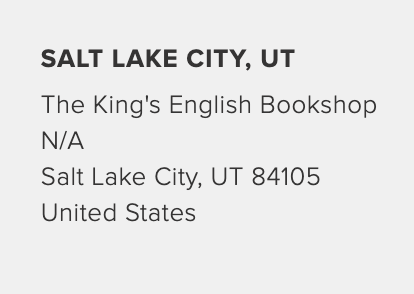 SALT LAKE CITY, UT
The King's English Bookshop
N/A
Salt Lake City, UT 84105
United States